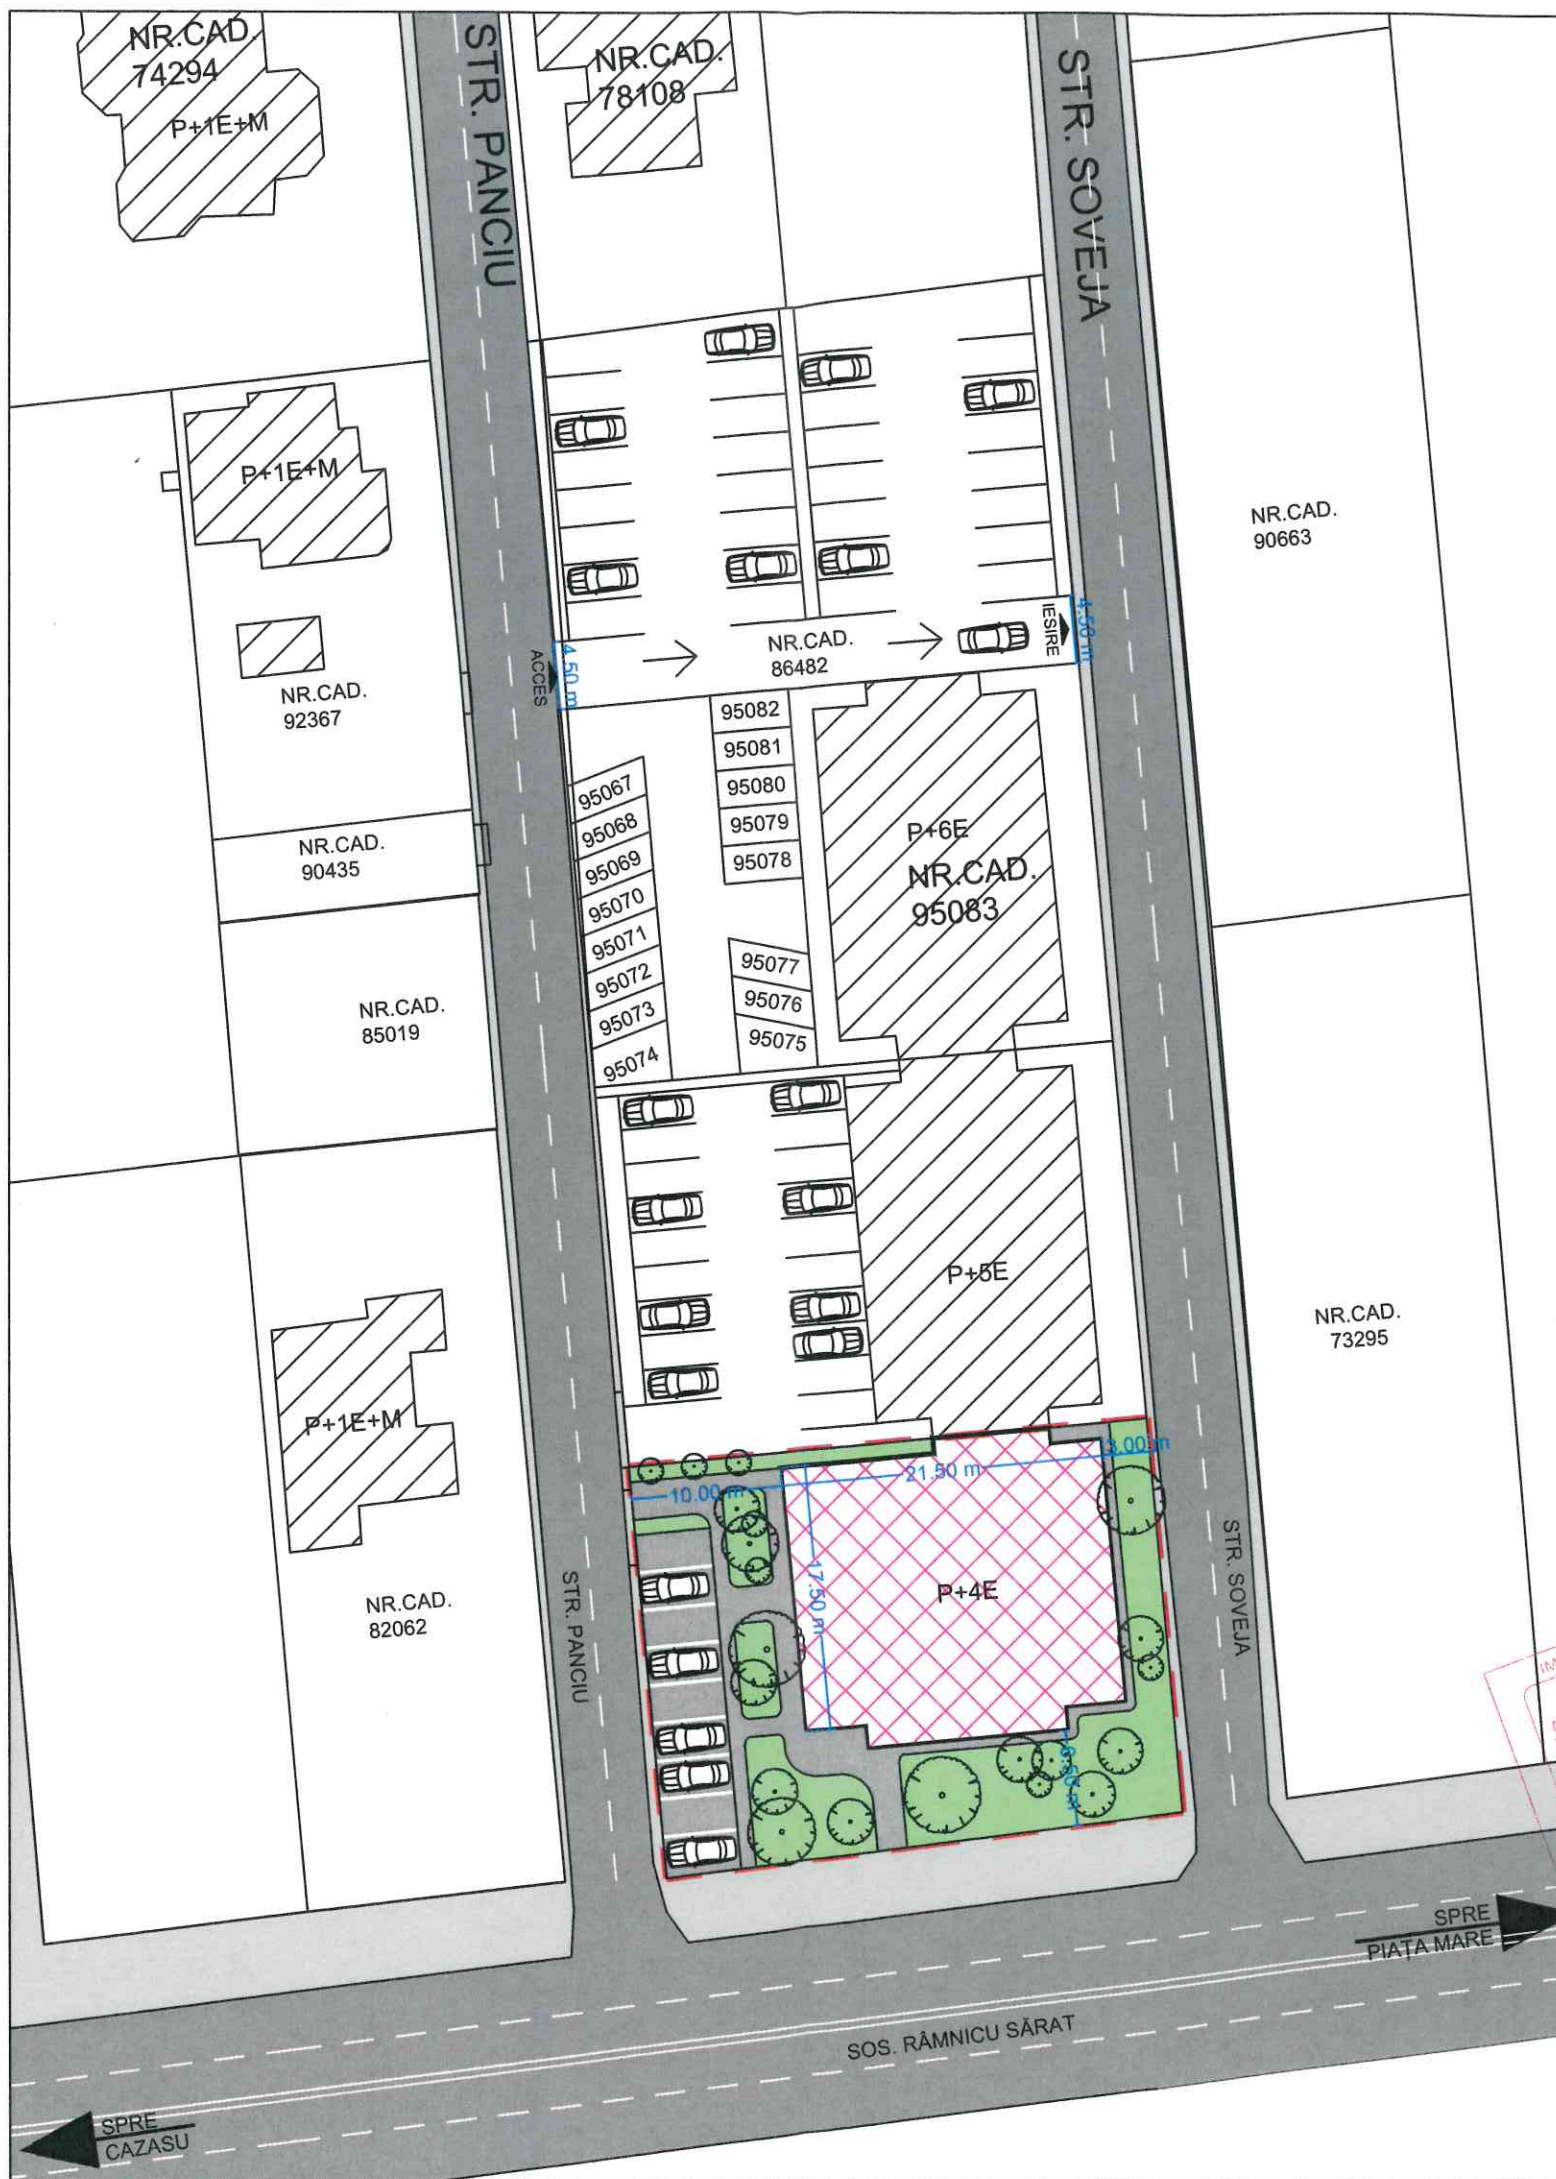 NR.CAD.
74294
P+1E+M
STR. PANCIU
NR.CAD.
78108
STR. SOVEJA
P+1E+M
NR.CAD.
92367
NR.CAD.
90435
NR.CAD.
85019
ACCES
4.50 m
NR.CAD.
86482
IESIRE
4.50 m
NR.CAD.
90663
95082
95081
95080
95079
95078
95067
95068
95069
95070
95071
95072
95073
95074
95077
95076
95075
P+6E
NR.CAD.
95083
P+5E
NR.CAD.
73295
P+1E+M
NR.CAD.
82062
STR. PANCIU
10.00 m
21.50 m
3.00 m
17.50 m
P+4E
6.50 m
STR. SOVEJA
SPRE
PIAȚA MARE
SOS. RÂMNICU SĂRAT
SPRE
CAZASU